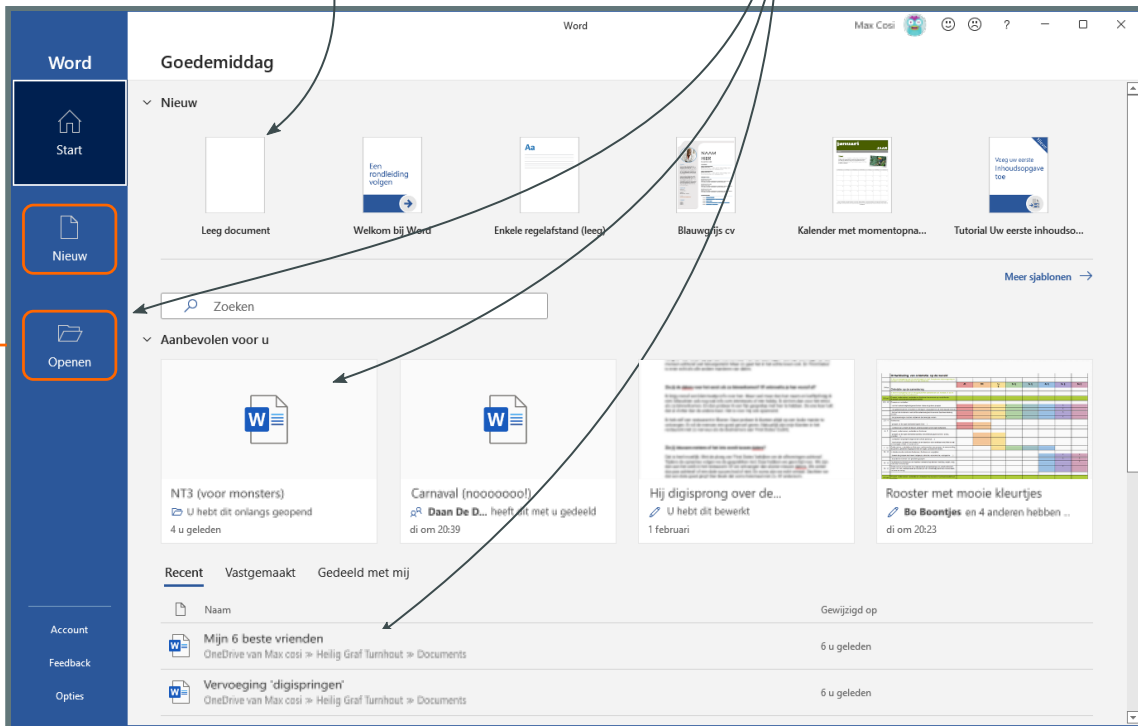 Word
Max Cosi
?
Word
Goedemiddag
Start
Nieuw
Openen
Account
Feedback
Opties
Nieuw
Aa
Een
rondleiding
volgen
januari
Voeg uw eerste
inhoudsopgave
toe
Leeg document
Welkom bij Word
Enkele regelafstand (leeg)
Blauwgrijs cv
Kalender met momentopna...
Tutorial Uw eerste inhoudso...
Meer sjablonen
Zoeken
Aanbevolen voor u
W
W
NT3 (voor monsters)
U hebt dit onlangs geopend
4 u geleden
Carnaval (nooooooo!)
Daan De D... heeft dit met u gedeeld
di om 20:39
Hij digisprong over de...
U hebt dit bewerkt
1 februari
Rooster met mooie kleurtjes
Bo Boontjes en 4 anderen hebben ..
di om 20:23
Recent Vastgemaakt Gedeeld met mij
Naam Gewijzigd op
W
Mijn 6 beste vrienden
OneDrive van Max cosi » Heilig Graf Turnhout » Documents
6 u geleden
W
Vervoeging 'digispringen'
OneDrive van Max cosi » Heilig Graf Turnhout » Documents
6 u geleden